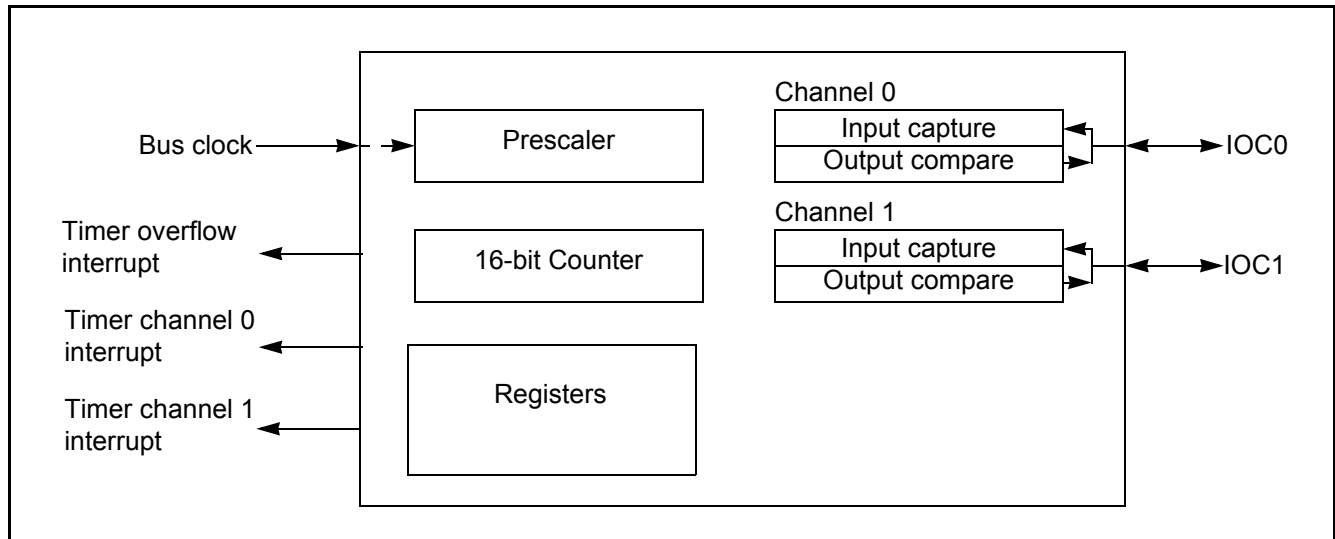 Bus clock
Timer overflow
interrupt
Timer channel 0
interrupt
Timer channel 1
interrupt
Prescaler
16-bit Counter
Registers
Channel 0
Input capture
Output compare
IOC0
Channel 1
Input capture
Output compare
IOC1